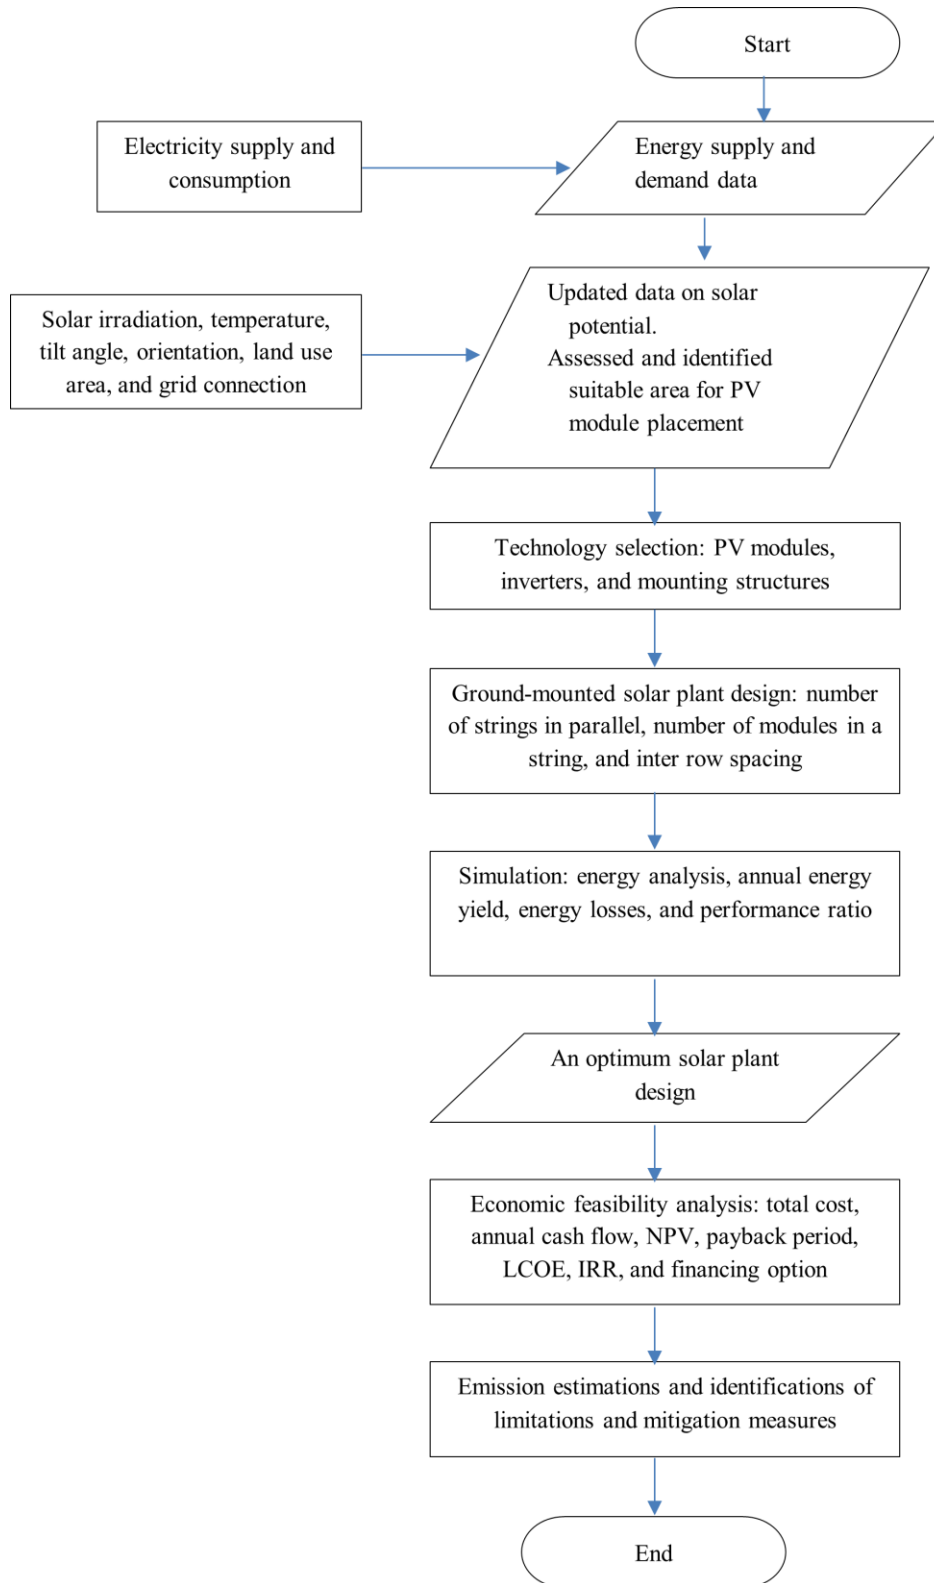 Start
Electricity supply and
consumption
Energy supply and
demand data
Solar irradiation, temperature,
tilt angle, orientation, land use
area, and grid connection
Updated data on solar
potential.
Assessed and identified
suitable area for PV
module placement
Technology selection: PV modules,
inverters, and mounting structures
Ground-mounted solar plant design: number
of strings in parallel, number of modules in a
string, and inter row spacing
Simulation: energy analysis, annual energy
yield, energy losses, and performance ratio
An optimum solar plant
design
Economic feasibility analysis: total cost,
annual cash flow, NPV, payback period,
LCOE, IRR, and financing option
Emission estimations and identifications of
limitations and mitigation measures
End